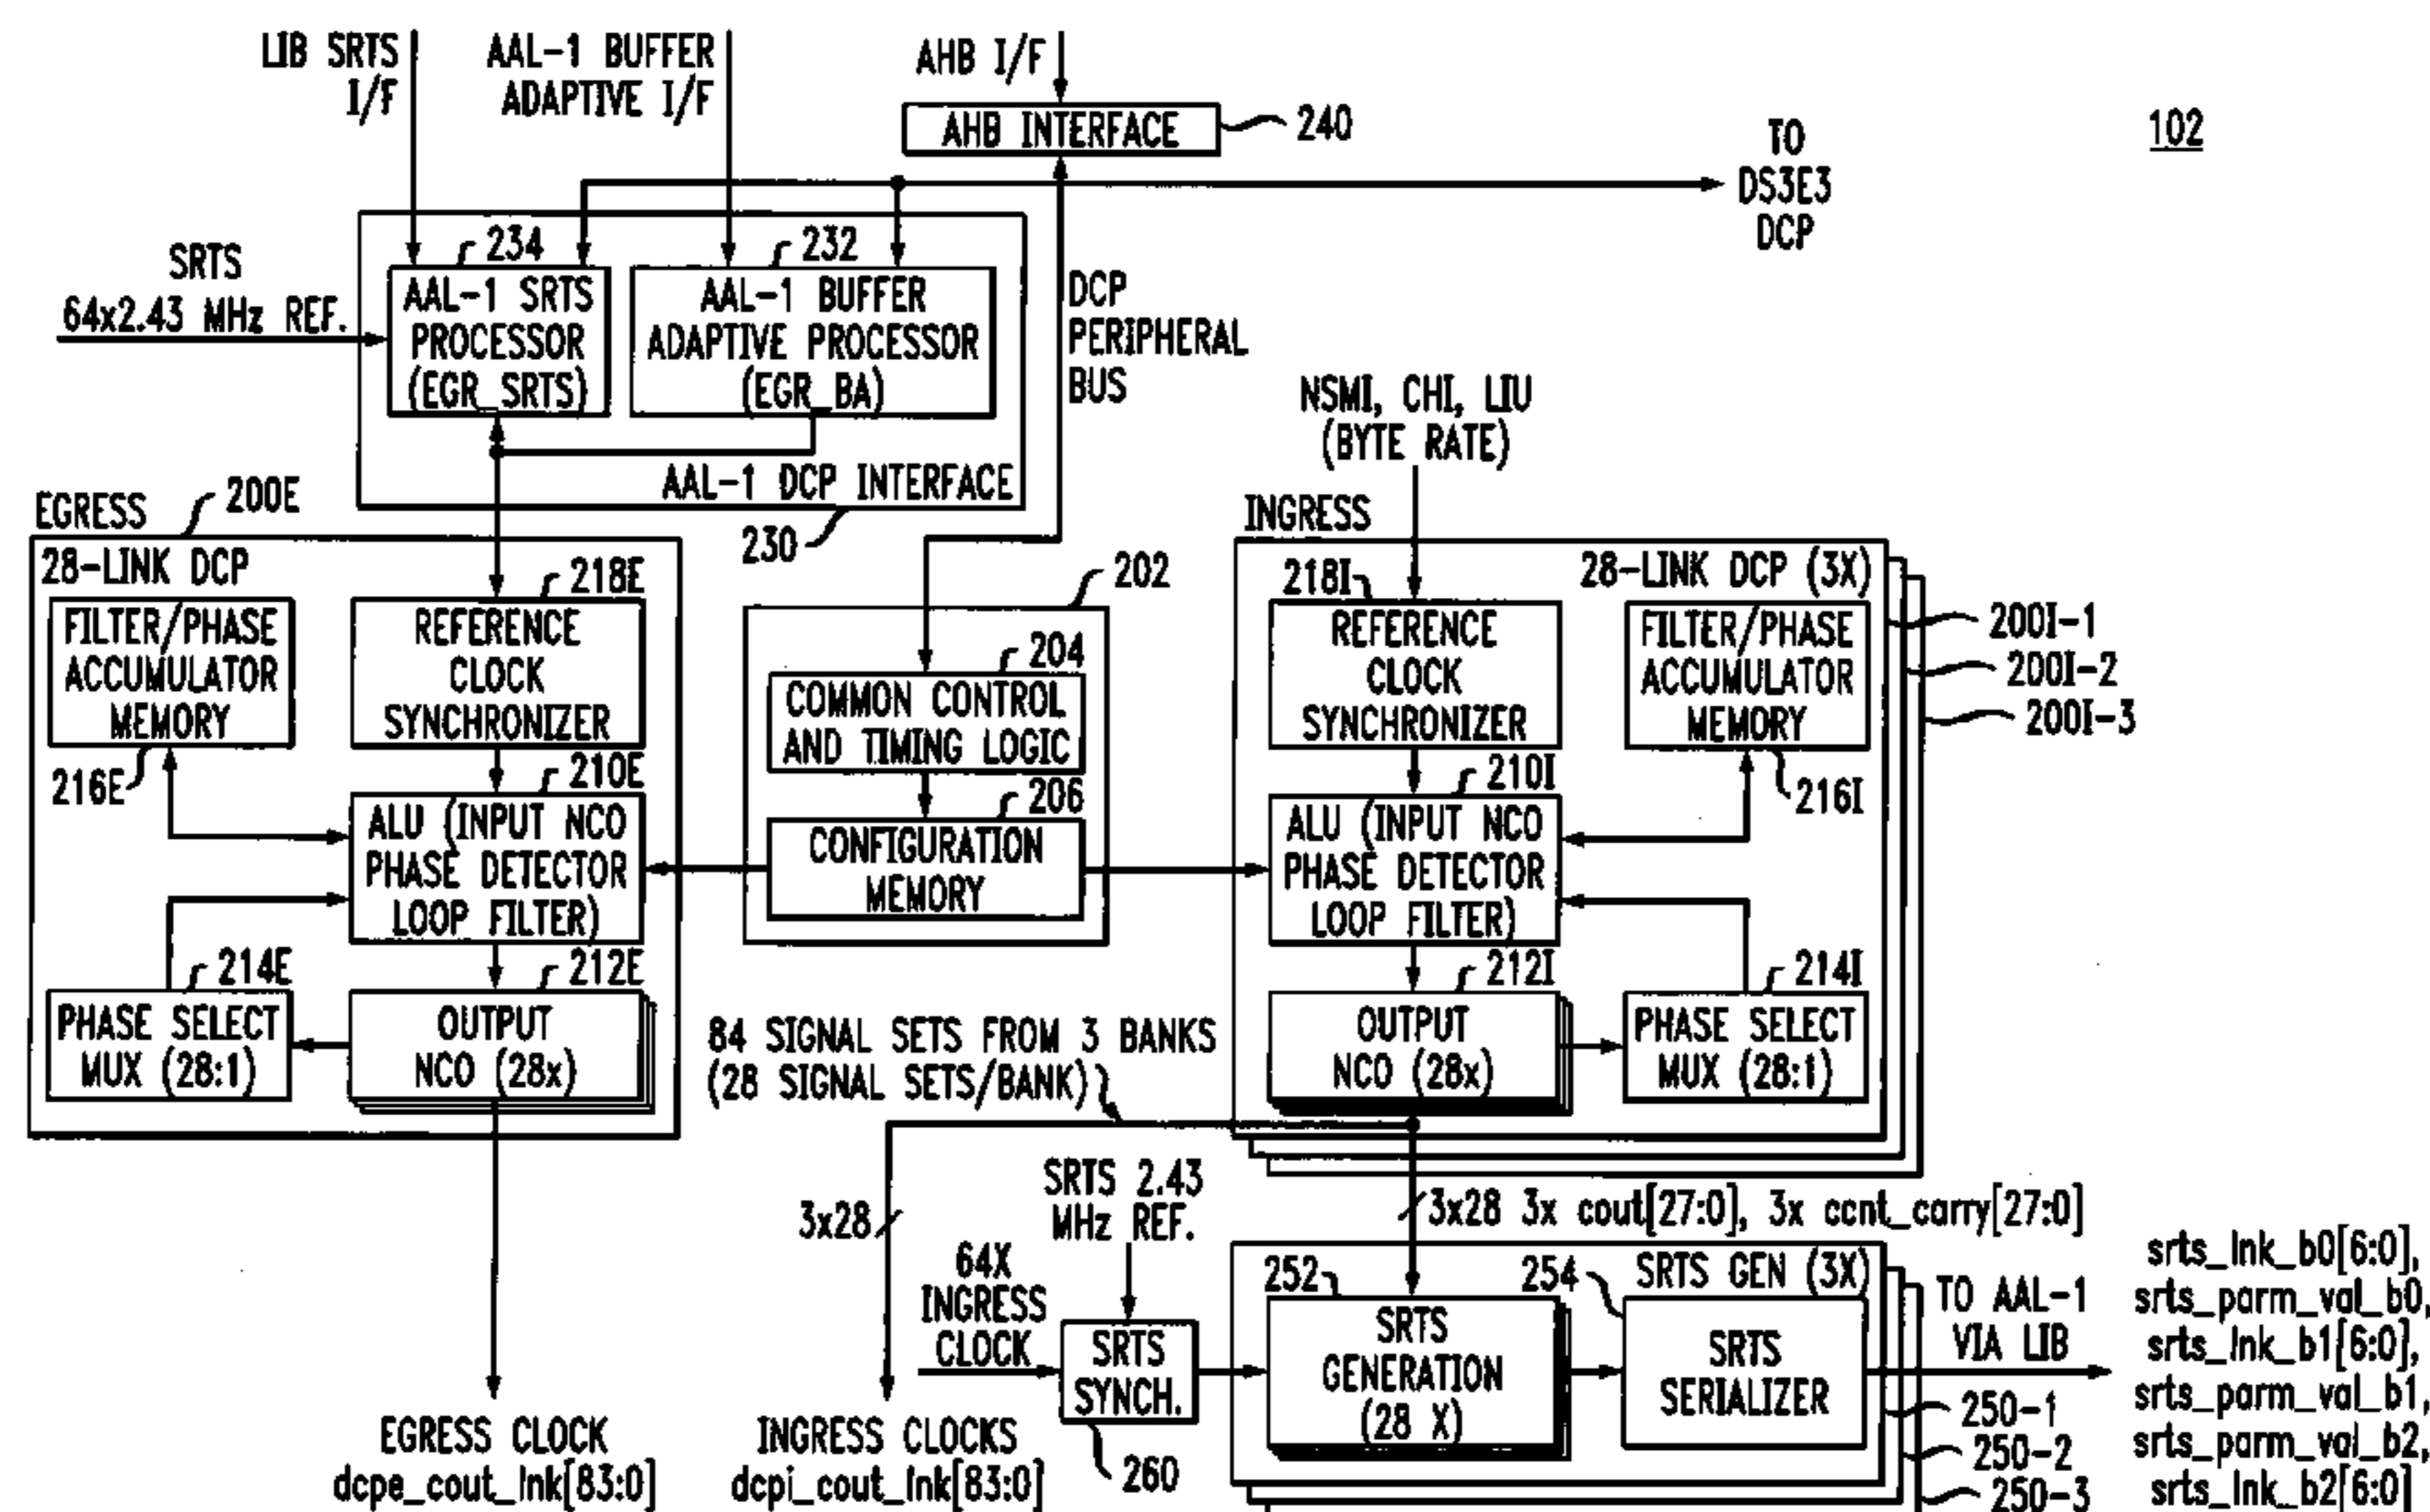 LIB SRTS
I/F
AAL-1 BUFFER
ADAPTIVE I/F
AHB I/F
AHB INTERFACE
240
TO
DS3E3
DCP
102
SRTS
64x2.43 MHz REF.
234
AAL-1 SRTS
PROCESSOR
(EGR_SRTS)
232
AAL-1 BUFFER
ADAPTIVE PROCESSOR
(EGR_BA)
AAL-1 DCP INTERFACE
230
DCP
PERIPHERAL
BUS
NSMI, CHI, LIU
(BYTE RATE)
EGRESS
200E
28-LINK DCP
FILTER/PHASE
ACCUMULATOR
MEMORY
216E
218E
REFERENCE
CLOCK
SYNCHRONIZER
210E
ALU (INPUT NCO
PHASE DETECTOR
LOOP FILTER)
214E
PHASE SELECT
MUX (28:1)
212E
OUTPUT
NCO (28x)
202
204
COMMON CONTROL
AND TIMING LOGIC
206
CONFIGURATION
MEMORY
INGRESS
28-LINK DCP (3X)
218I
REFERENCE
CLOCK
SYNCHRONIZER
FILTER/PHASE
ACCUMULATOR
MEMORY
216I
200I-1
200I-2
200I-3
210I
ALU (INPUT NCO
PHASE DETECTOR
LOOP FILTER)
212I
OUTPUT
NCO (28x)
214I
PHASE SELECT
MUX (28:1)
84 SIGNAL SETS FROM 3 BANKS
(28 SIGNAL SETS/BANK)
3x28
SRTS 2.43
MHz REF.
3x28 3x cout[27:0], 3x ccnt_carry[27:0]
64X
INGRESS
CLOCK
SRTS
SYNCH.
260
252
SRTS
GENERATION
(28 X)
254
SRTS GEN (3X)
SRTS
SERIALIZER
TO AAL-1
VIA LIB
250-1
250-2
250-3
srts_lnk_b0[6:0],
srts_parm_val_b0,
srts_lnk_b1[6:0],
srts_parm_val_b1,
srts_parm_val_b2,
srts_lnk_b2[6:0]
EGRESS CLOCK
dcpe_cout_lnk[83:0]
INGRESS CLOCKS
dcpi_cout_lnk[83:0]